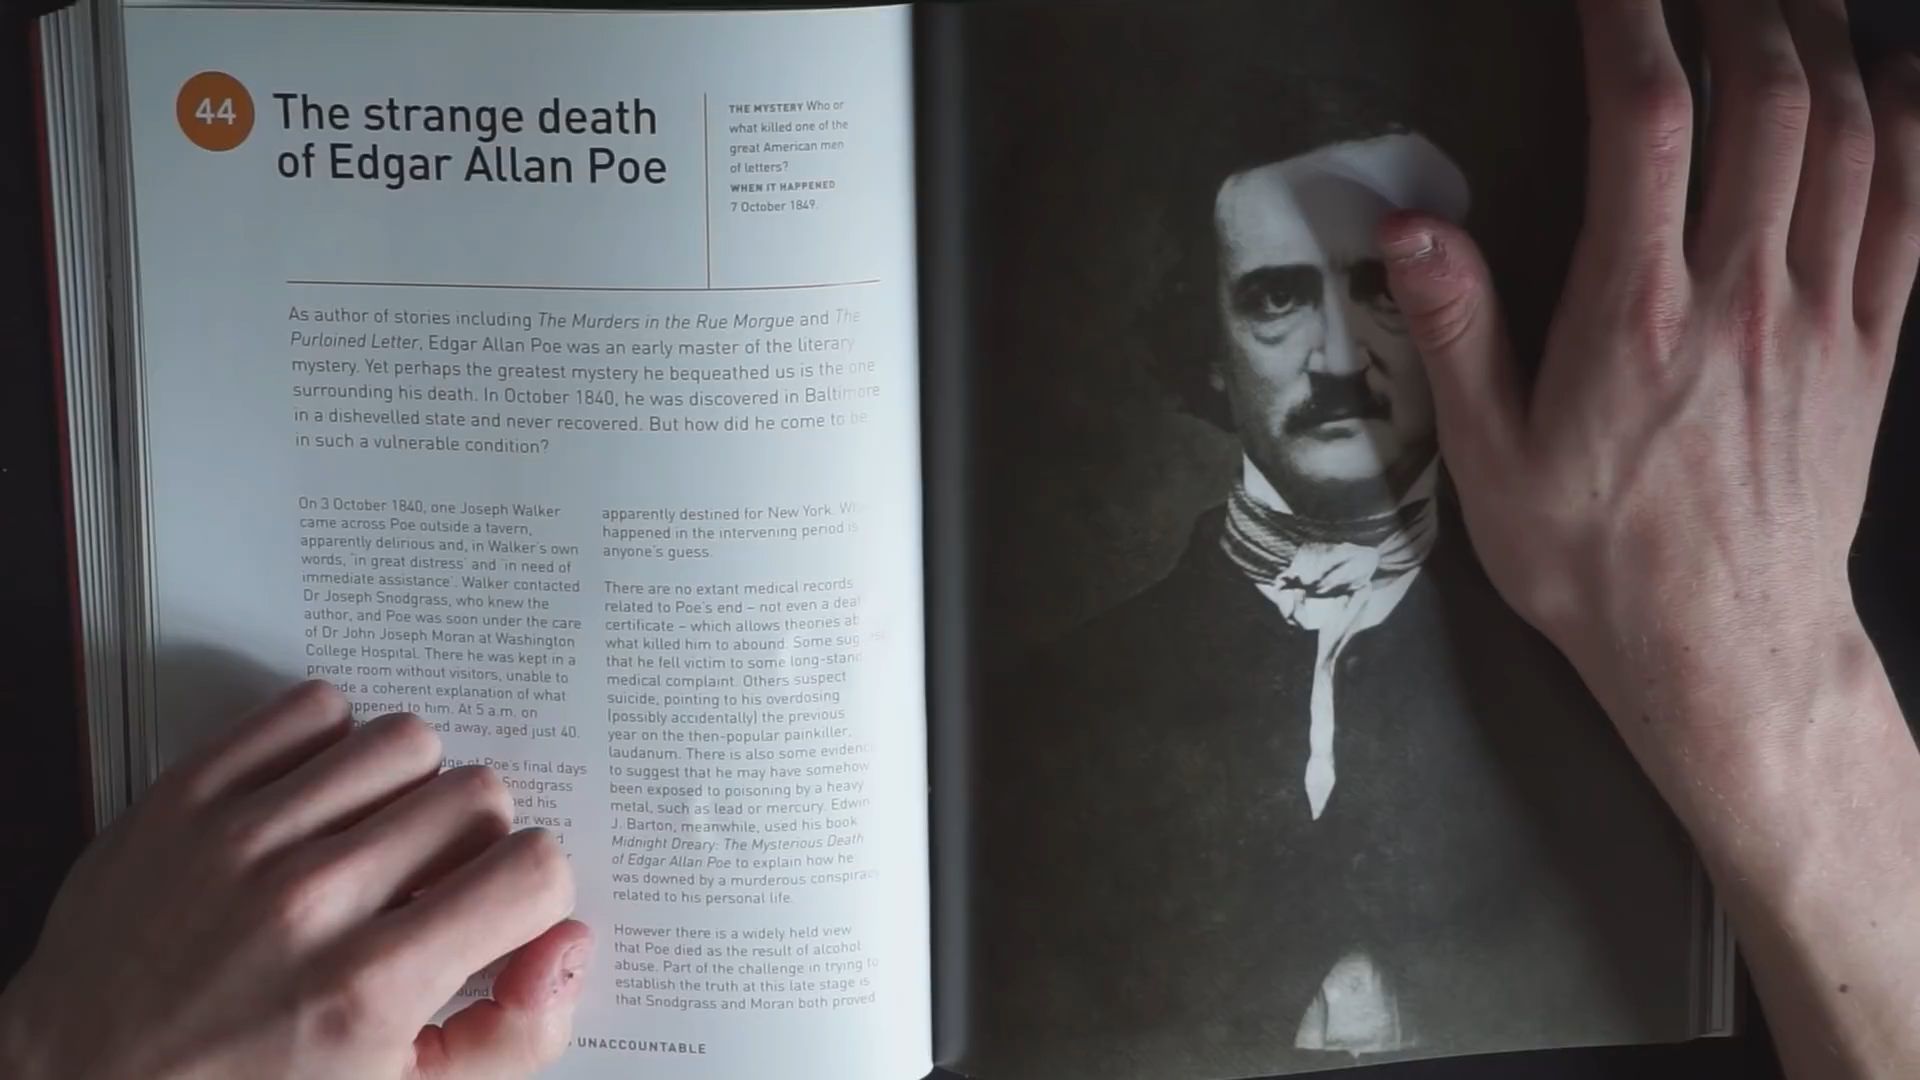 44
The strange death
of Edgar Allan Poe
THE MYSTERY Who or
what killed one of the
great American men
of letters?
WHEN IT HAPPENED
7 October 1849.
As author of stories including The Murders in the Rue Morgue and The
Purloined Letter, Edgar Allan Poe was an early master of the literary
mystery. Yet perhaps the greatest mystery he bequeathed us is the one
surrounding his death. In October 1840, he was discovered in Baltimore
in a dishevelled state and never recovered. But how did he come to be
in such a vulnerable condition?
On 3 October 1840, one Joseph Walker
came across Poe outside a tavern,
apparently delirious and, in Walker's own
words, 'in great distress' and 'in need of
immediate assistance'. Walker contacted
Dr Joseph Snodgrass, who knew the
author, and Poe was soon under the care
of Dr John Joseph Moran at Washington
College Hospital. There he was kept in a
private room without visitors, unable to
a coherent explanation of what
to him. At 5 a.m. on
away, aged just 40.
of Poe's final days
Snodgrass
his
was a
apparently destined for New York.
happened in the intervening period is
anyone's guess.
There are no extant medical records
related to Poe's end – not even a
certificate – which allows theories
what killed him to abound. Some
that he fell victim to some
medical complaint. Others suspect
suicide, pointing to his overdosing
(possibly accidentally) the previous
year on the then-popular painkiller,
laudanum. There is also some evidence
to suggest that he may have somehow
been exposed to poisoning by a heavy
metal, such as lead or mercury. Edwin
J. Barton, meanwhile, used his book
Midnight Dreary: The Mysterious Death
of Edgar Allan Poe to explain how he
was downed by a murderous conspiracy
related to his personal life.
However there is a widely held view
that Poe died as the result of alcohol
abuse. Part of the challenge in trying to
establish the truth at this late stage is
that Snodgrass and Moran both proved
UNACCOUNTABLE